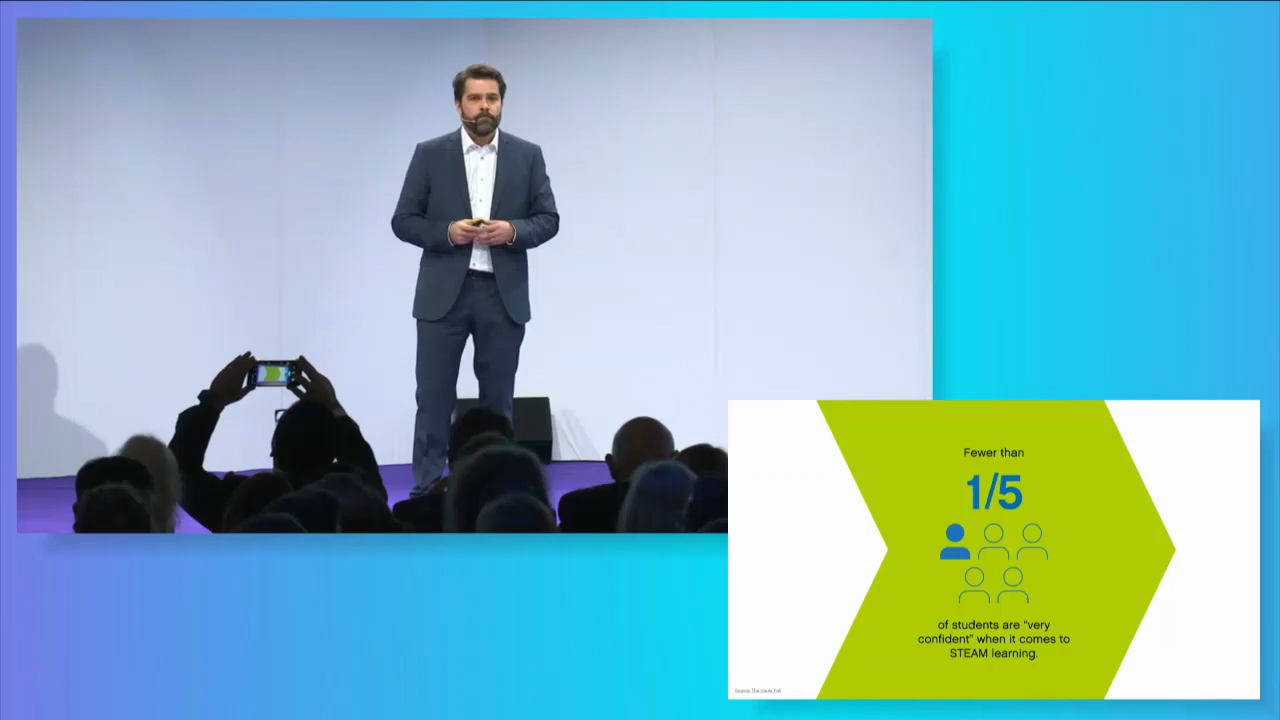 Fewer than
1/5
of students are "very
confident" when it comes to
STEAM learning.